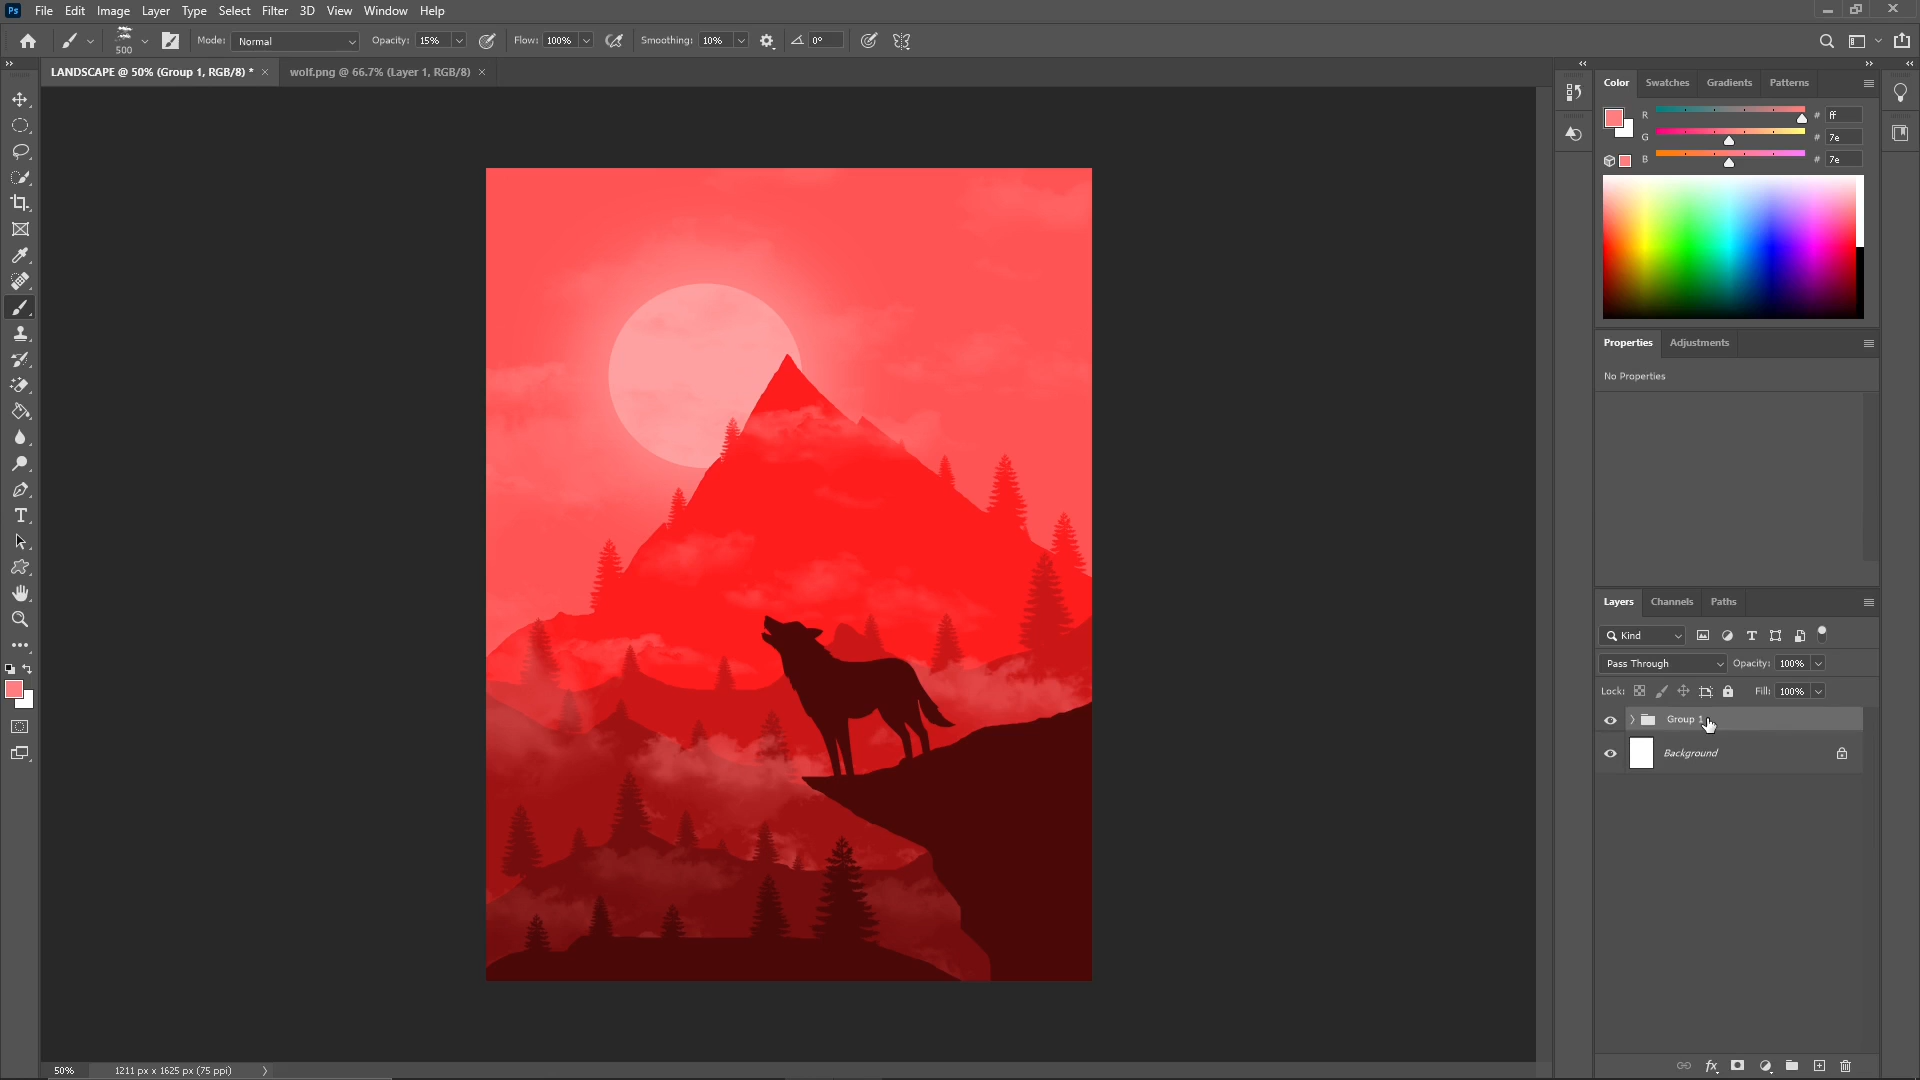 Ps File Edit Image Layer Type Select Filter 3D View Window Help
500 Mode: Normal Opacity: 15% Flow: 100% Smoothing: 10% 0°
LANDSCAPE @ 50% (Group 1, RGB/8) * × wolf.png @ 66.7% (Layer 1, RGB/8) ×
Color Swatches Gradients Patterns
R # ff
G # 7e
B # 7e
Properties Adjustments
No Properties
Layers Channels Paths
Kind
Pass Through Opacity: 100%
Lock: Fill: 100%
Group 1
Background
50% 1211 px x 1625 px (75 ppi)